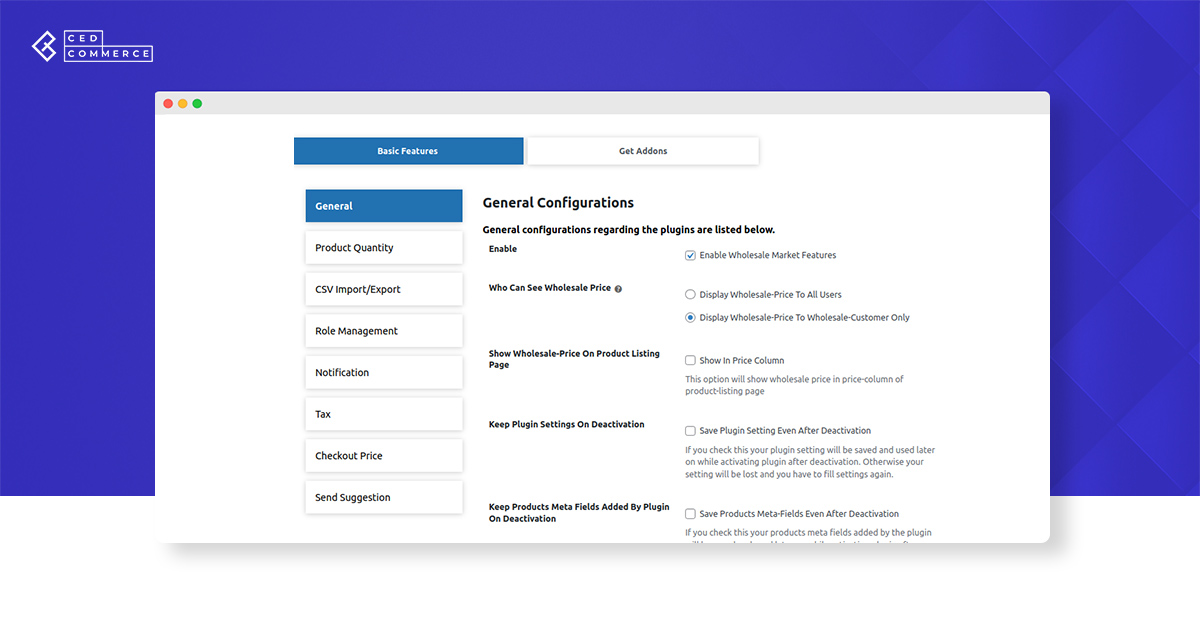 CED
COMMERCE
Basic Features
Get Addons
General
Product Quantity
CSV Import/Export
Role Management
Notification
Tax
Checkout Price
Send Suggestion
General Configurations
General configurations regarding the plugins are listed below.
Enable
Enable Wholesale Market Features
Who Can See Wholesale Price
Display Wholesale-Price To All Users
Display Wholesale-Price To Wholesale-Customer Only
Show Wholesale-Price On Product Listing
Page
Show In Price Column
This option will show wholesale price in price-column of
product-listing page
Keep Plugin Settings On Deactivation
Save Plugin Setting Even After Deactivation
If you check this your plugin setting will be saved and used later
on while activating plugin after deactivation. Otherwise your
setting will be lost and you have to fill settings again.
Keep Products Meta Fields Added By Plugin
On Deactivation
Save Products Meta-Fields Even After Deactivation
If you check this your products meta fields added by the plugin